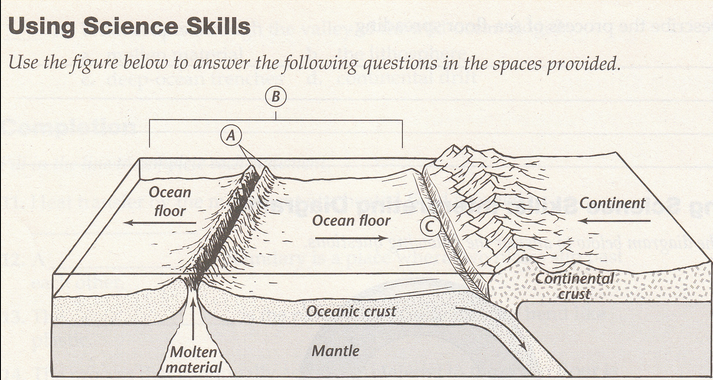 Using Science Skills
Use the figure below to answer the following questions in the spaces provided.
B
A
Ocean
floor
Ocean floor
C
Continent
Continental
crust
Oceanic crust
Molten
material
Mantle